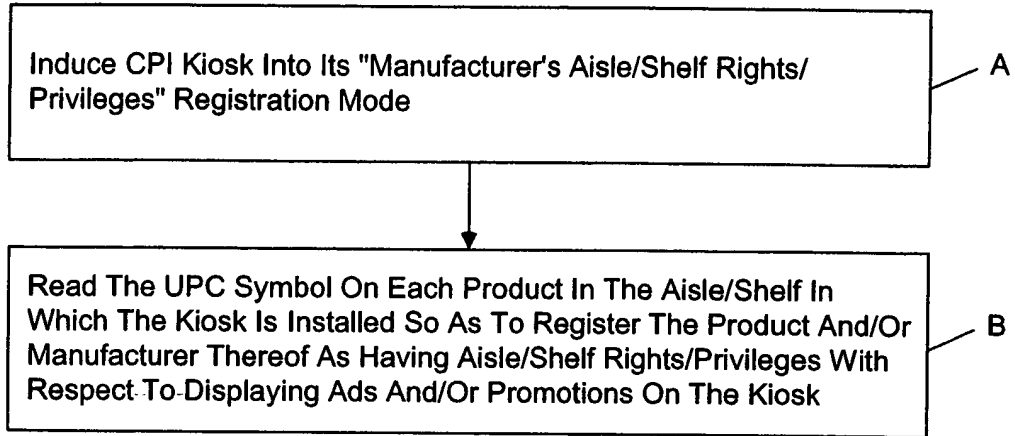 Induce CPI Kiosk Into Its "Manufacturer's Aisle/Shelf Rights/
Privileges" Registration Mode
A
Read The UPC Symbol On Each Product In The Aisle/Shelf In
Which The Kiosk Is Installed So As To Register The Product And/Or
Manufacturer Thereof As Having Aisle/Shelf Rights/Privileges With
Respect To Displaying Ads And/Or Promotions On The Kiosk
B